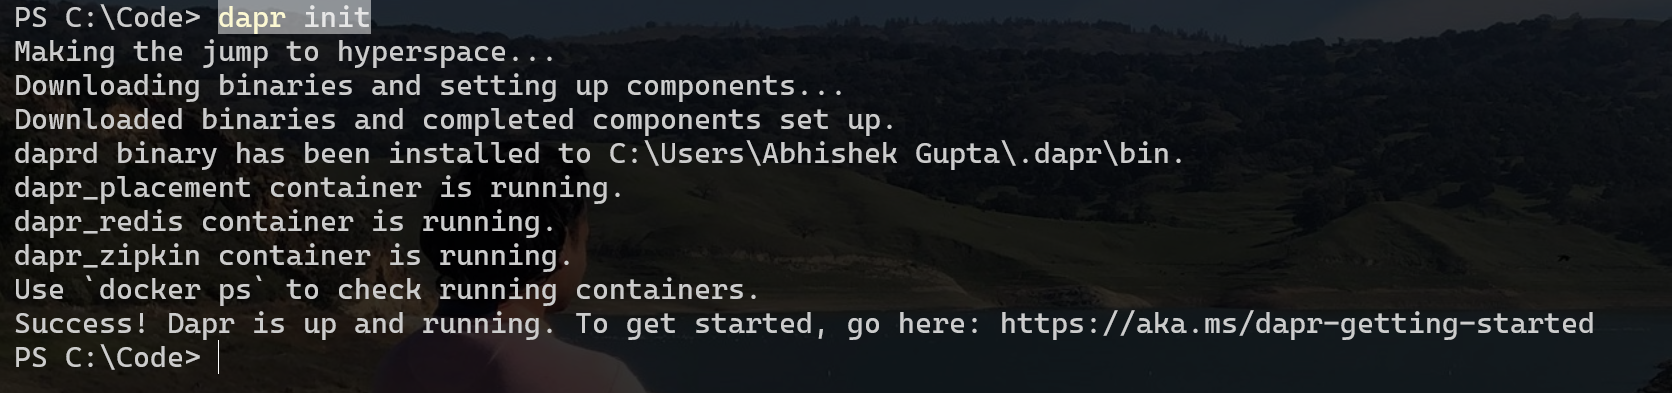 PS C:\Code> dapr init
Making the jump to hyperspace...
Downloading binaries and setting up components...
Downloaded binaries and completed components set up.
daprd binary has been installed to C:\Users\Abhishek Gupta\.dapr\bin.
dapr_placement container is running.
dapr_redis container is running.
dapr_zipkin container is running.
Use `docker ps` to check running containers.
Success! Dapr is up and running. To get started, go here: https://aka.ms/dapr-getting-started
PS C:\Code>